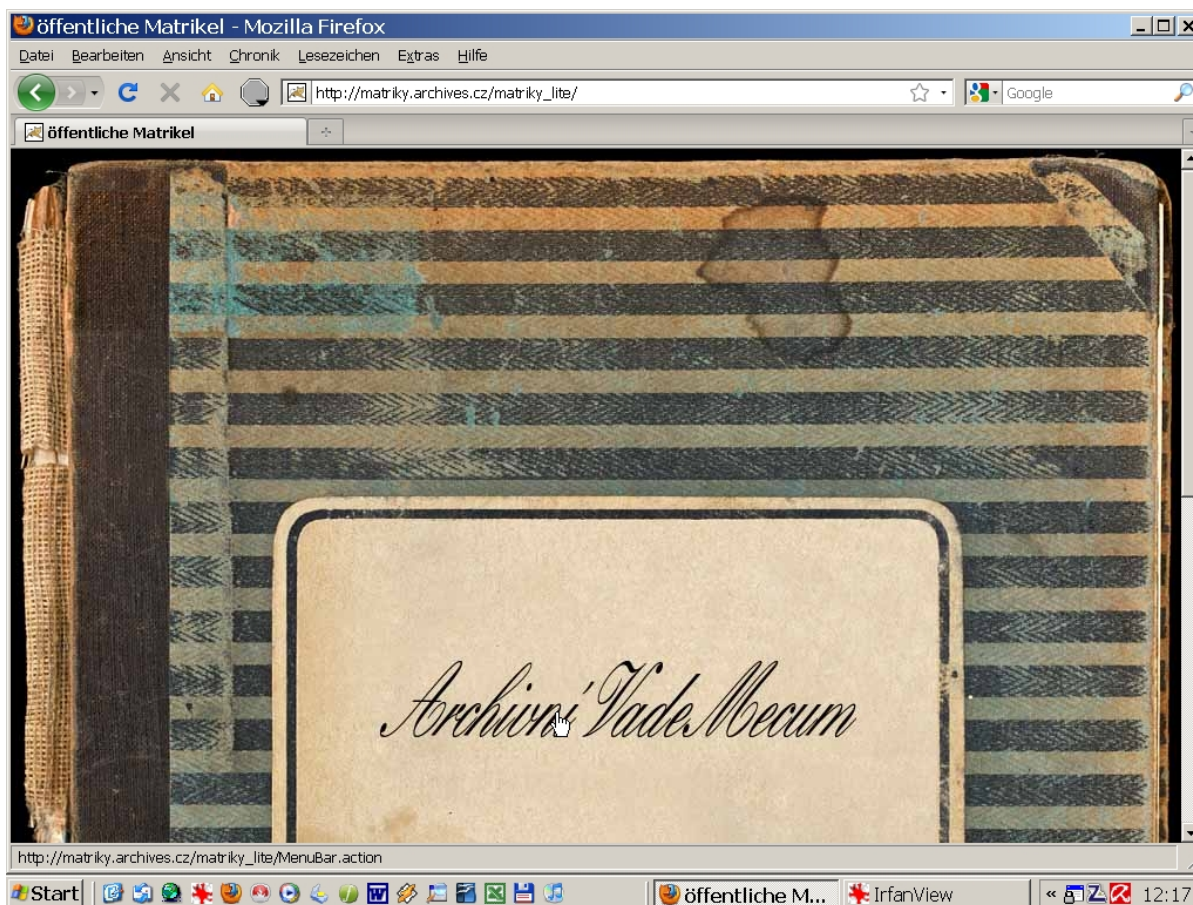 öffentliche Matrikel - Mozilla Firefox
Datei Bearbeiten Ansicht Chronik Lesezeichen Extras Hilfe
http://matriky.archives.cz/matriky_lite/ Google
öffentliche Matrikel
Archivní Vade Mecum
http://matriky.archives.cz/matriky_lite/MenuBar.action
Start öffentliche M... IrfanView « 12:17